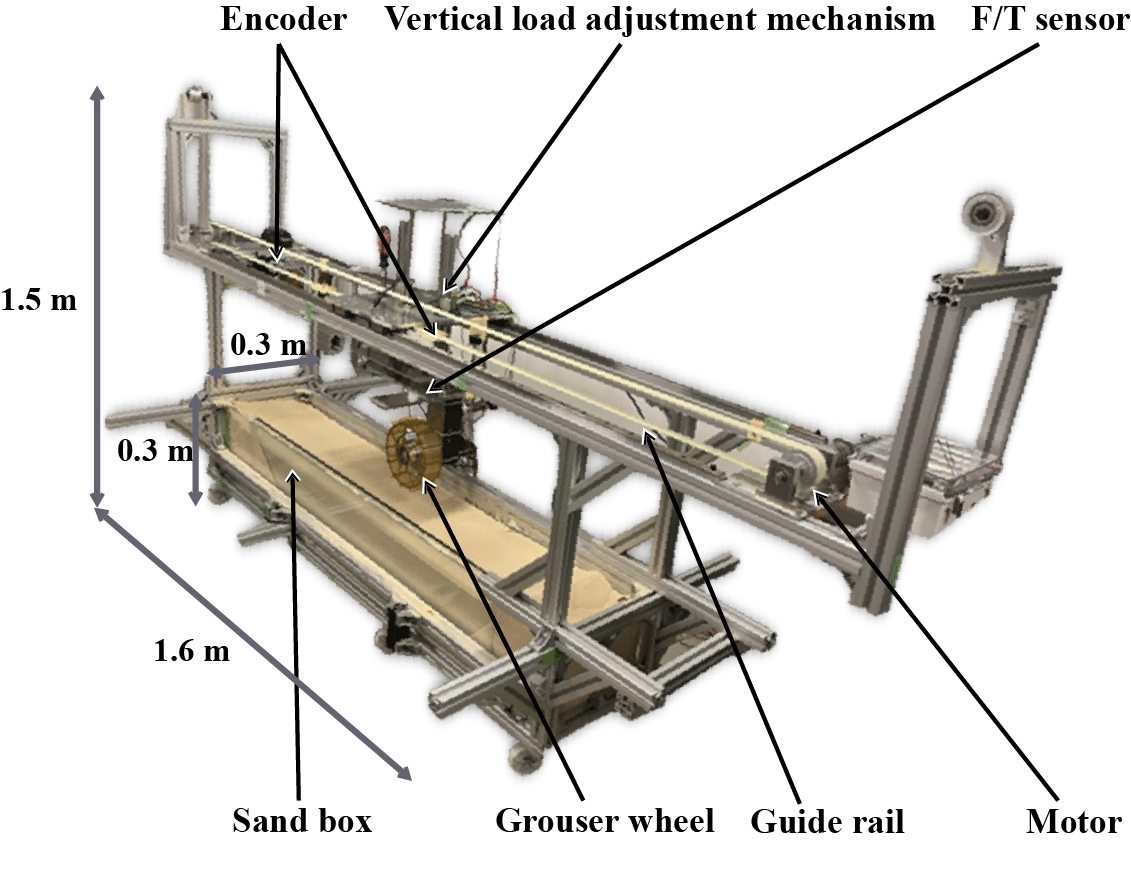 Encoder
Vertical load adjustment mechanism
F/T sensor
1.5 m
0.3 m
0.3 m
1.6 m
Sand box
Grouser wheel
Guide rail
Motor